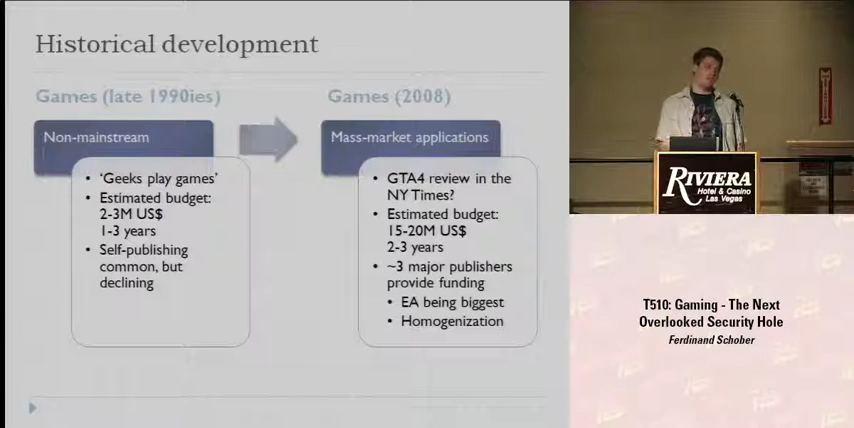 Historical development
Games (late 1990ies)
Non-mainstream
• 'Geeks play games'
• Estimated budget:
2-3M US$
1-3 years
• Self-publishing
common, but
declining
Games (2008)
Mass-market applications
• GTA4 review in the
NY Times?
• Estimated budget:
15-20M US$
2-3 years
• ~3 major publishers
provide funding
• EA being biggest
• Homogenization
RIVIERA
Hotel & Casino
Las Vegas
T510: Gaming - The Next
Overlooked Security Hole
Ferdinand Schober